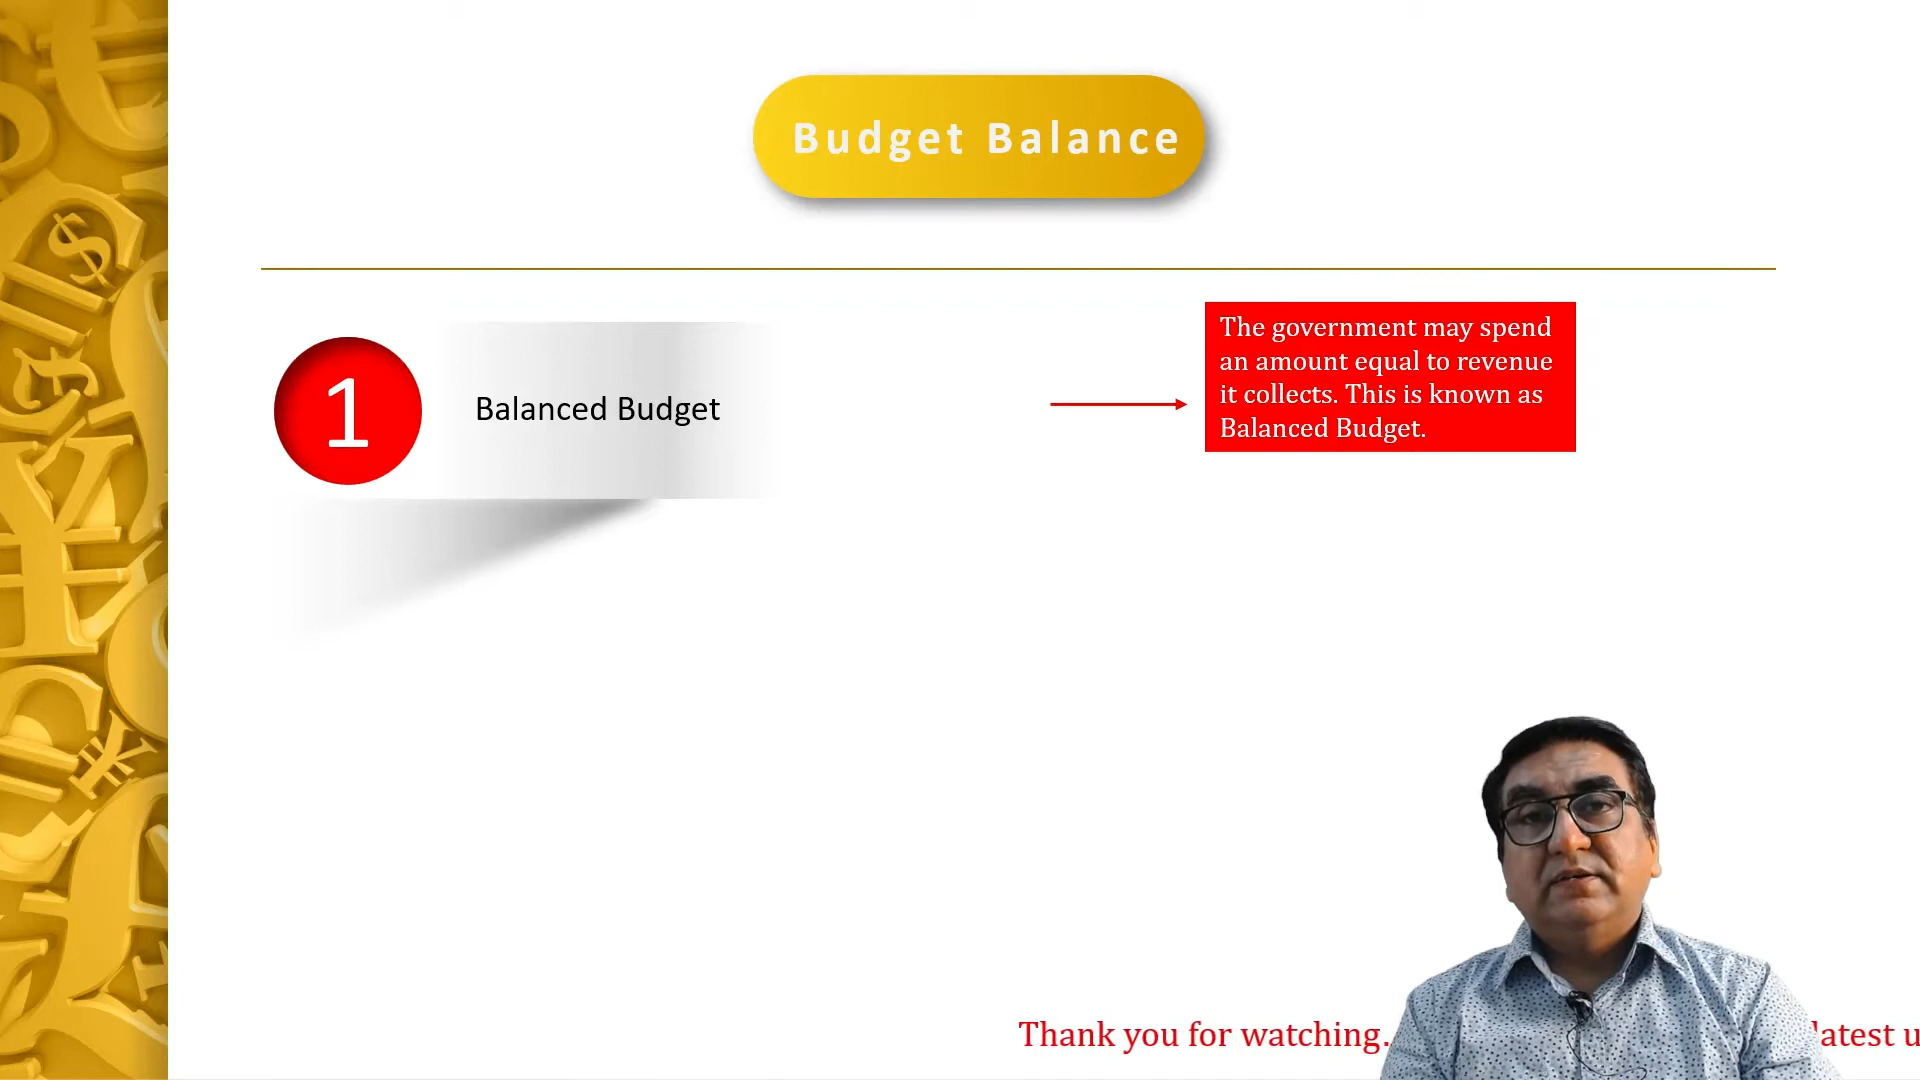 Budget Balance
1
Balanced Budget
The government may spend
an amount equal to revenue
it collects. This is known as
Balanced Budget.
Thank you for watching.
latest u